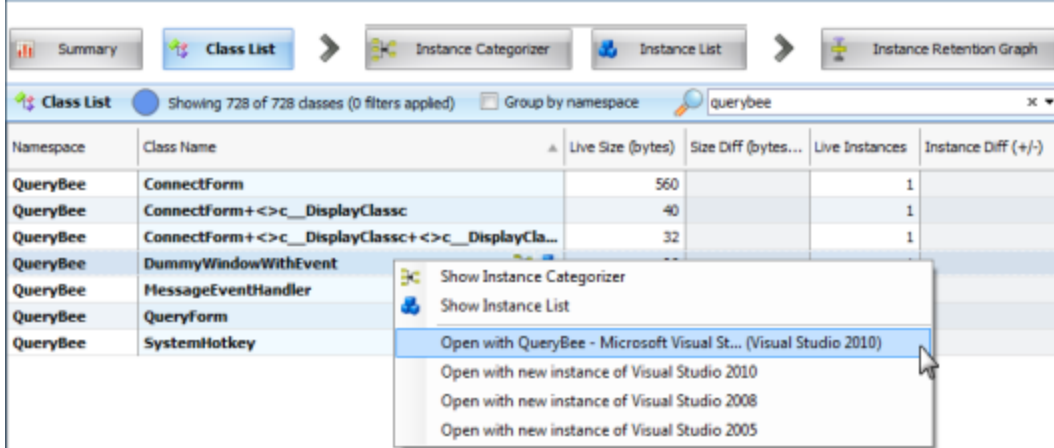 Summary Class List Instance Categorizer Instance List Instance Retention Graph
Class List Showing 728 of 728 classes (0 filters applied) Group by namespace querybee
Namespace Class Name Live Size (bytes) Size Diff (bytes... Live Instances Instance Diff (+/-)
QueryBee ConnectForm 560 1
QueryBee ConnectForm+<>c__DisplayClassc 40 1
QueryBee ConnectForm+<>c__DisplayClassc+<>c__DisplayCla... 32 1
QueryBee DummyWindowWithEvent
QueryBee MessageEventHandler
QueryBee QueryForm
QueryBee SystemHotkey
Show Instance Categorizer
Show Instance List
Open with QueryBee - Microsoft Visual St... (Visual Studio 2010)
Open with new instance of Visual Studio 2010
Open with new instance of Visual Studio 2008
Open with new instance of Visual Studio 2005